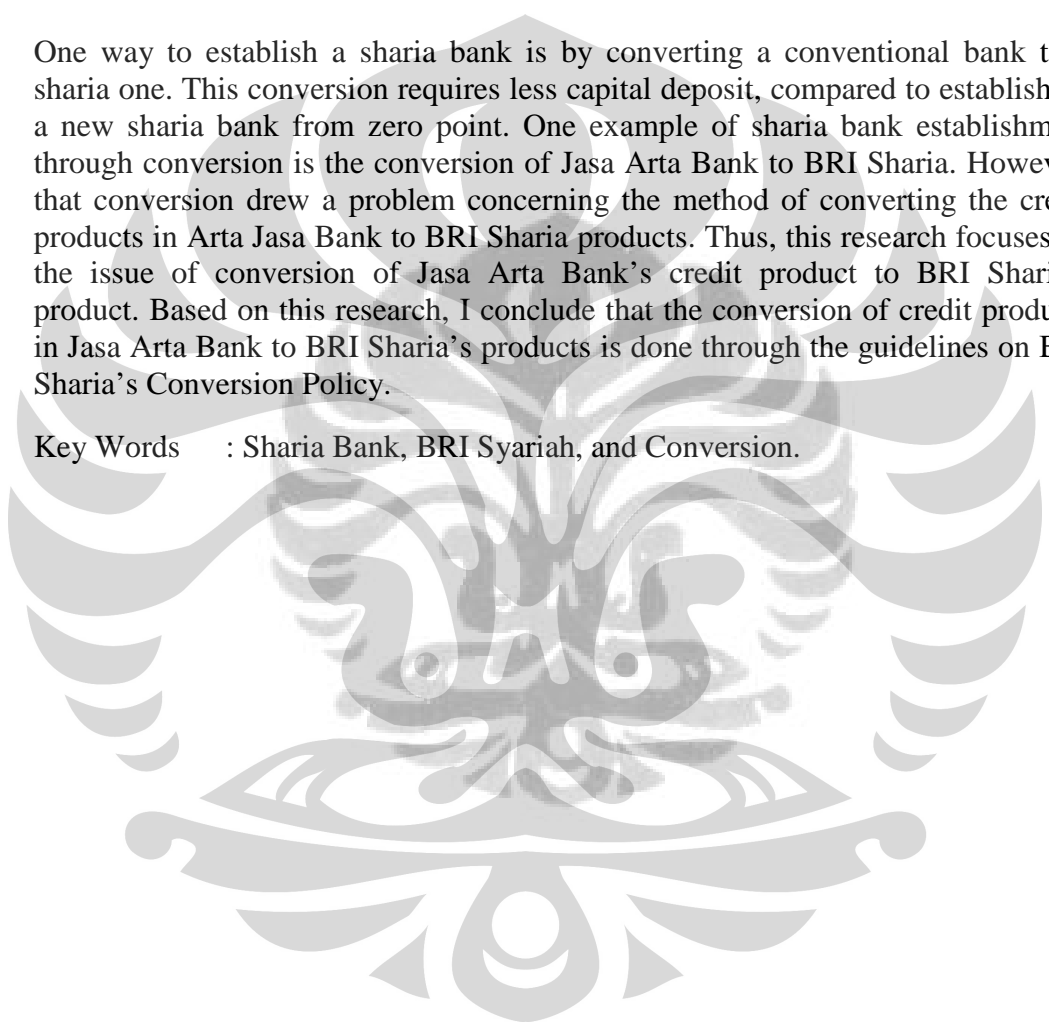 One way to establish a sharia bank is by converting a conventional bank t
sharia one. This conversion requires less capital deposit, compared to establish
a new sharia bank from zero point. One example of sharia bank establishm
through conversion is the conversion of Jasa Arta Bank to BRI Sharia. Howev
that conversion drew a problem concerning the method of converting the cre
products in Arta Jasa Bank to BRI Sharia products. Thus, this research focuses
the issue of conversion of Jasa Arta Bank’s credit product to BRI Shari
product. Based on this research, I conclude that the conversion of credit produ
in Jasa Arta Bank to BRI Sharia’s products is done through the guidelines on B
Sharia’s Conversion Policy.
Key Words : Sharia Bank, BRI Syariah, and Conversion.